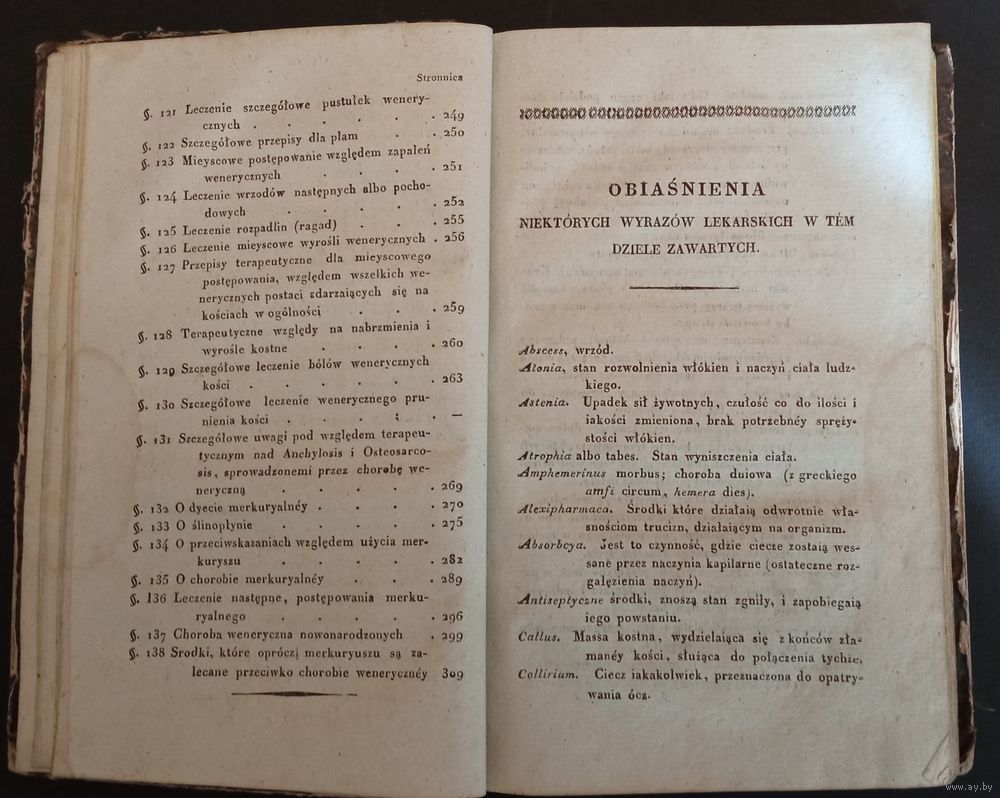 Stronnica
§. 121 Leczenie szczegółowe pustułek wenery-
cznych . . . . . 249
§. 122 Szczegółowe przepisy dla plam . . 250
§. 123 Mieyscowe postępowanie względem zapaleń
wenerycznych . . . . 251
§. 124 Leczenie wrzodów następnych albo pocho-
dowych . . . . . 252
§. 125 Leczenie rozpadlin (ragad) . . . 255
§. 126 Leczenie mieyscowe wyrośli wenerycznych . 256
§. 127 Przepisy terapeutyczne dla mieyscowego
postępowania, względem wszelkich we-
nerycznych postaci zdarzaiących się na
kościach w ogólności . . . 259
§. 128 Terapeutyczne względy na nabrzmienia i
wyrośle kostne . . . . 260
§. 129 Szczegółowe leczenie bólów wenerycznych
kości . . . . . . 263
§. 130 Szczegółowe leczenie wenerycznego pru-
nienia kości . . . . . —
§. 131 Szczegółowe uwagi pod względem terapeu-
tycznym nad Anchylosis i Osteosarco-
sis, sprowadzonemi przez chorobę we-
neryczną . . . . . 269
§. 132 O dyecie merkuryalnéy . . . . 270
§. 133 O ślinopłynie . . . . . 275
§. 134 O przeciwskazaniach względem użycia mer-
kuryszu . . . . . 282
§. 135 O chorobie merkuryalnéy . . . 289
§. 136 Leczenie następne, postępowania merku-
ryalnego . . . . . 296
§. 137 Choroba weneryczna nowonarodzonych . 299
§. 138 Srodki, które oprócz merkuryuszu są za-
lecane przeciwko chorobie wenerycznéy 309
OBIAŚNIENIA
NIEKTÓRYCH WYRAZÓW LEKARSKICH W TÉM
DZIELE ZAWARTYCH.
Abscess, wrzód.
Alonia, stan rozwolnienia włókien i naczyń ciała ludz-
kiego.
Astenia. Upadek sił żywotnych, czułość co do ilości i
iakości zmieniona, brak potrzebnéy spręży-
stości włókien.
Atrophia albo tabes. Stan wyniszczenia ciała.
Amphemerinus morbus; choroba duiowa (z greckiego
amfi circum, hemera dies).
Alexipharmaca. Środki które działaią odwrotnie wła-
snościom trucizn, działaiącym na organizm.
Absorbcya. Jest to czynność, gdzie ciecze zostaią wes-
sane przez naczynia kapilarne (ostateczne roz-
gałęzienia naczyń).
Antiseptyczne środki, znoszą stan zgniły, i zapobiegaią
iego powstaniu.
Callus. Massa kostna, wydzielaiąca się z końców zła-
manéy kości, służąca do połączenia tychże.
Collirium. Ciecz iakakolwiek, przeznaczona do opatry-
wania ócz.
www.ay.by